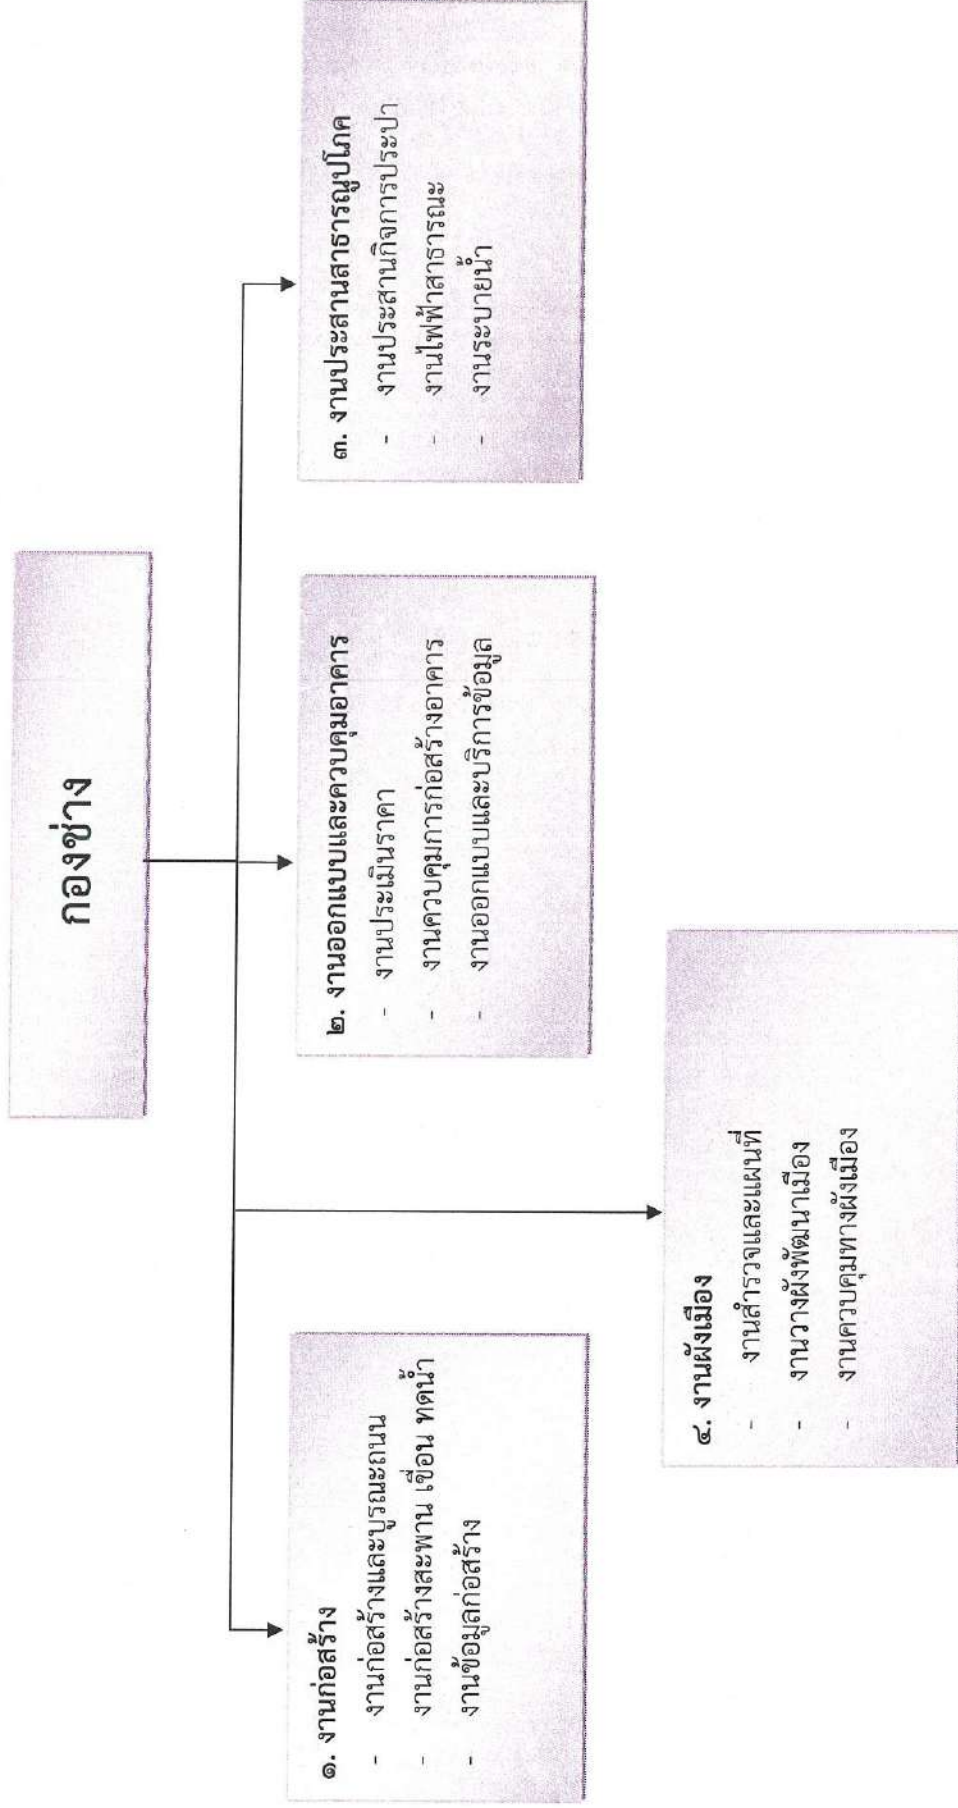 กองช่าง
๑. งานก่อสร้าง
- งานก่อสร้างและบูรณะถนน
- งานก่อสร้างสะพาน เขื่อน ทดน้ำ
- งานข้อมูลก่อสร้าง
๒. งานออกแบบและควบคุมอาคาร
- งานประเมินราคา
- งานควบคุมการก่อสร้างอาคาร
- งานออกแบบและบริการข้อมูล
๓. งานประสานสาธารณูปโภค
- งานประสานกิจการประปา
- งานไฟฟ้าสาธารณะ
- งานระบายน้ำ
๔. งานผังเมือง
- งานสำรวจและแผนที่
- งานวางผังพัฒนาเมือง
- งานควบคุมทางผังเมือง